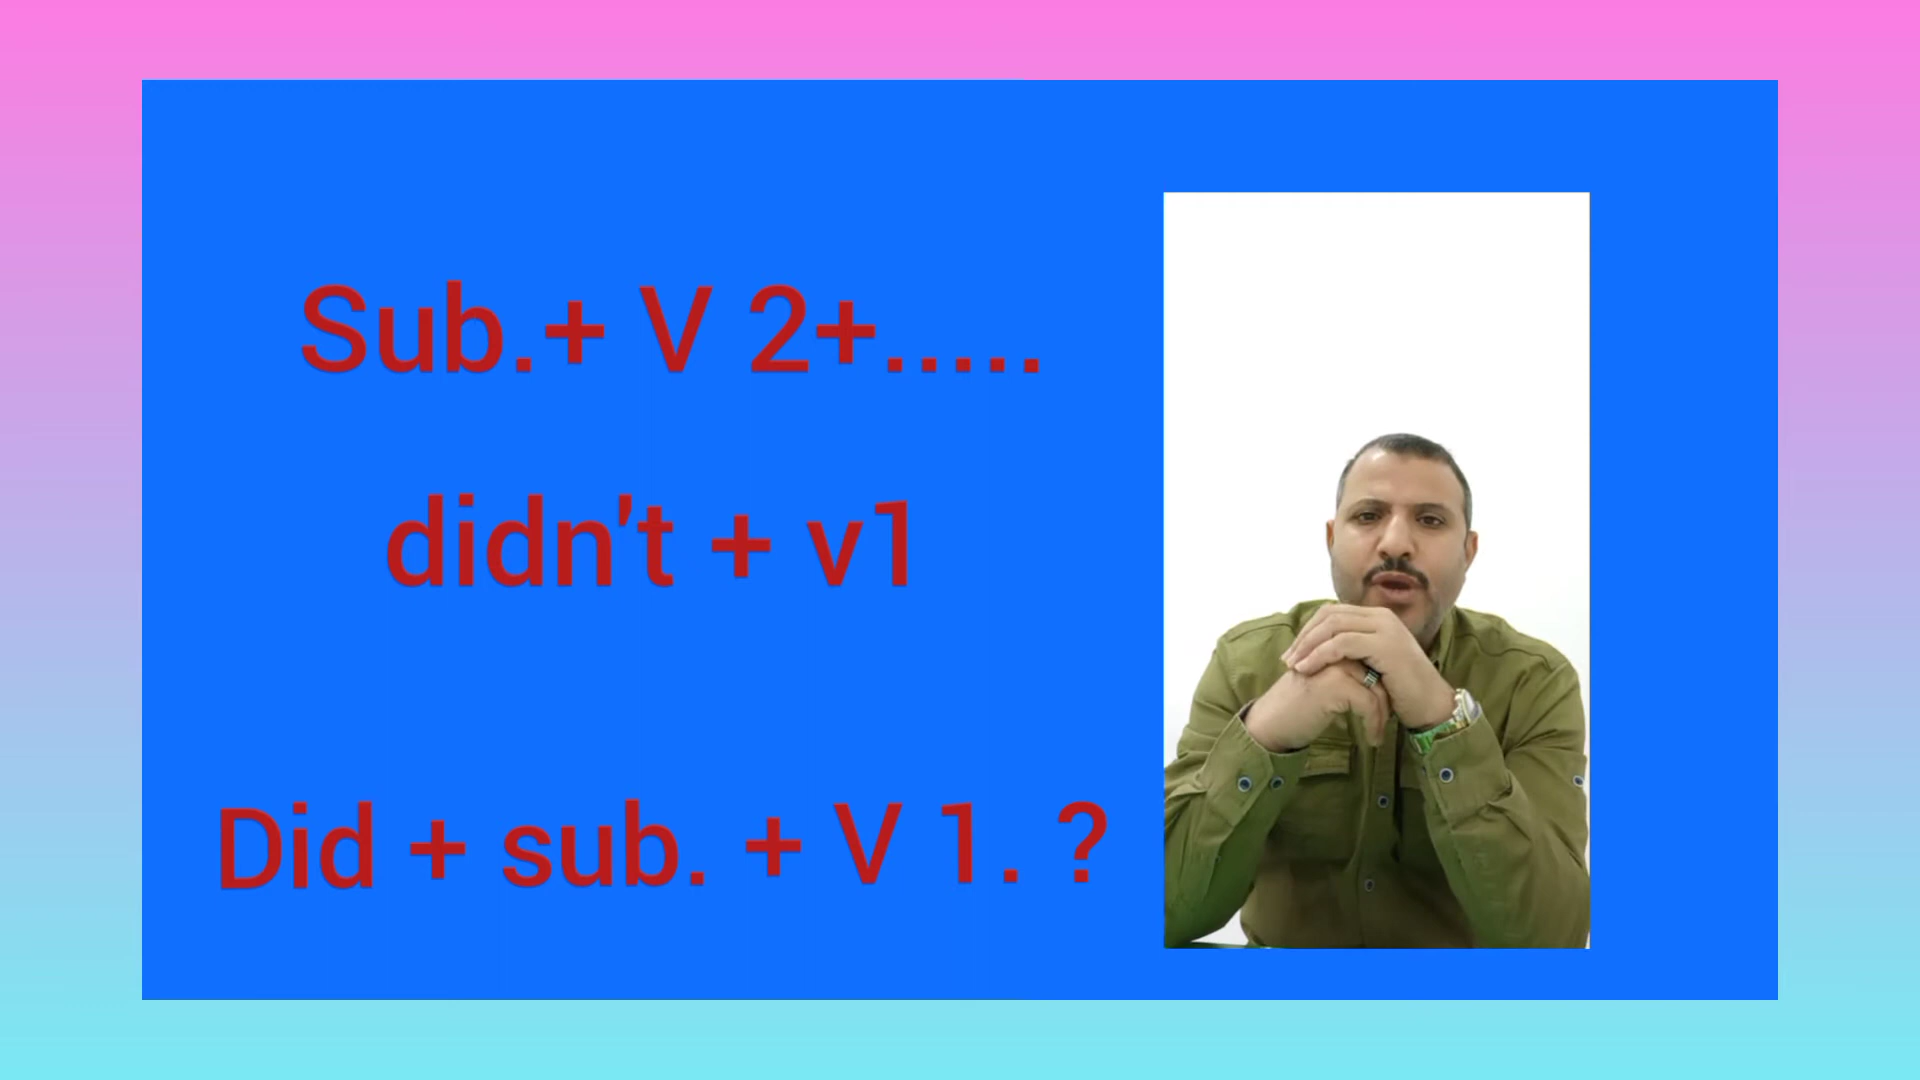 Sub.+ V 2+.....
didn't + v1
Did + sub. + V 1. ?